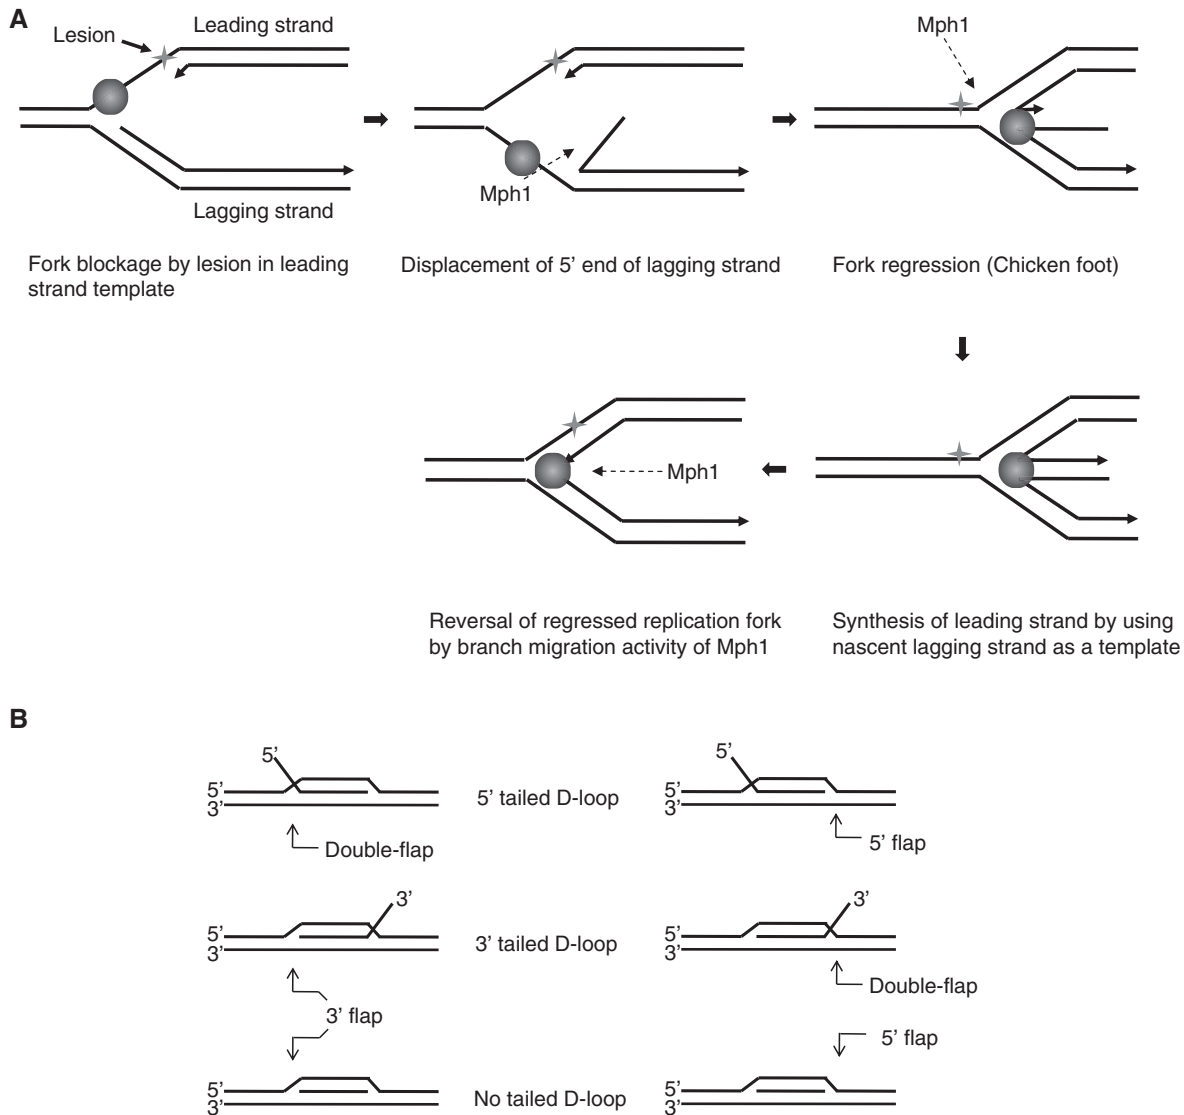 A
Lesion
Leading strand
Lagging strand
Mph1
Mph1
Fork blockage by lesion in leading
strand template
Displacement of 5’ end of lagging strand
Fork regression (Chicken foot)
Mph1
Reversal of regressed replication fork
by branch migration activity of Mph1
Synthesis of leading strand by using
nascent lagging strand as a template
B
5’
5’
3’
5’ tailed D-loop
Double-flap
5’
5’
3’
5’ flap
3’
5’
3’
3’ tailed D-loop
3’
5’
3’
Double-flap
3’ flap
5’ flap
5’
3’
No tailed D-loop
5’
3’